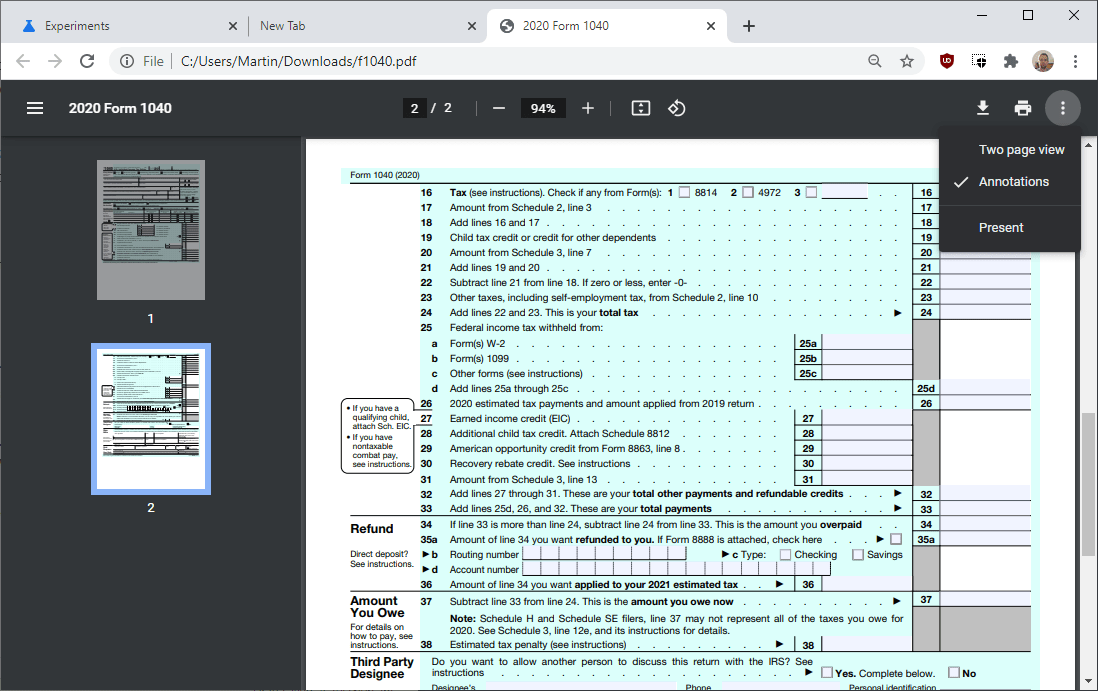 Experiments
New Tab
2020 Form 1040
File
C:/Users/Martin/Downloads/f1040.pdf
2020 Form 1040
2 / 2
94%
Two page view
Annotations
Present
1
2
Form 1040 (2020)
16 Tax (see instructions). Check if any from Form(s): 1 8814 2 4972 3 . . 16
17 Amount from Schedule 2, line 3 . . . . . . . . . . . . . . . . . . . 17
18 Add lines 16 and 17 . . . . . . . . . . . . . . . . . . . . . . 18
19 Child tax credit or credit for other dependents . . . . . . . . . . . . . . . . 19
20 Amount from Schedule 3, line 7 . . . . . . . . . . . . . . . . . . . 20
21 Add lines 19 and 20 . . . . . . . . . . . . . . . . . . . . . . 21
22 Subtract line 21 from line 18. If zero or less, enter -0- . . . . . . . . . . . . . . 22
23 Other taxes, including self-employment tax, from Schedule 2, line 10 . . . . . . . . . 23
24 Add lines 22 and 23. This is your total tax . . . . . . . . . . . . . . . ▶ 24
25 Federal income tax withheld from:
a Form(s) W-2 . . . . . . . . . . . . . . . . . 25a
b Form(s) 1099 . . . . . . . . . . . . . . . . . 25b
c Other forms (see instructions) . . . . . . . . . . . . 25c
d Add lines 25a through 25c . . . . . . . . . . . . . . . . . . . . 25d
26 2020 estimated tax payments and amount applied from 2019 return . . . . . . . . . . 26
• If you have a
qualifying child,
attach Sch. EIC.
• If you have
nontaxable
combat pay,
see instructions.
27 Earned income credit (EIC) . . . . . . . . . . . . 27
28 Additional child tax credit. Attach Schedule 8812 . . . . . . 28
29 American opportunity credit from Form 8863, line 8 . . . . . . 29
30 Recovery rebate credit. See instructions . . . . . . . . . 30
31 Amount from Schedule 3, line 13 . . . . . . . . . . . 31
32 Add lines 27 through 31. These are your total other payments and refundable credits . . . ▶ 32
33 Add lines 25d, 26, and 32. These are your total payments . . . . . . . . . . ▶ 33
Refund
34 If line 33 is more than line 24, subtract line 24 from line 33. This is the amount you overpaid . . 34
35a Amount of line 34 you want refunded to you. If Form 8888 is attached, check here . . . ▶ 35a
Direct deposit?
See instructions.
▶ b Routing number ▶ c Type: Checking Savings
▶ d Account number
36 Amount of line 34 you want applied to your 2021 estimated tax . . ▶ 36
Amount
You Owe
For details on
how to pay, see
instructions.
37 Subtract line 33 from line 24. This is the amount you owe now . . . . . . . . . ▶ 37
Note: Schedule H and Schedule SE filers, line 37 may not represent all of the taxes you owe for
2020. See Schedule 3, line 12e, and its instructions for details.
38 Estimated tax penalty (see instructions) . . . . . . . . ▶ 38
Third Party
Designee
Do you want to allow another person to discuss this return with the IRS? See
instructions . . . . . . . . . . . . . . . . . . . . ▶ Yes. Complete below. No
Designee's Phone Personal identification